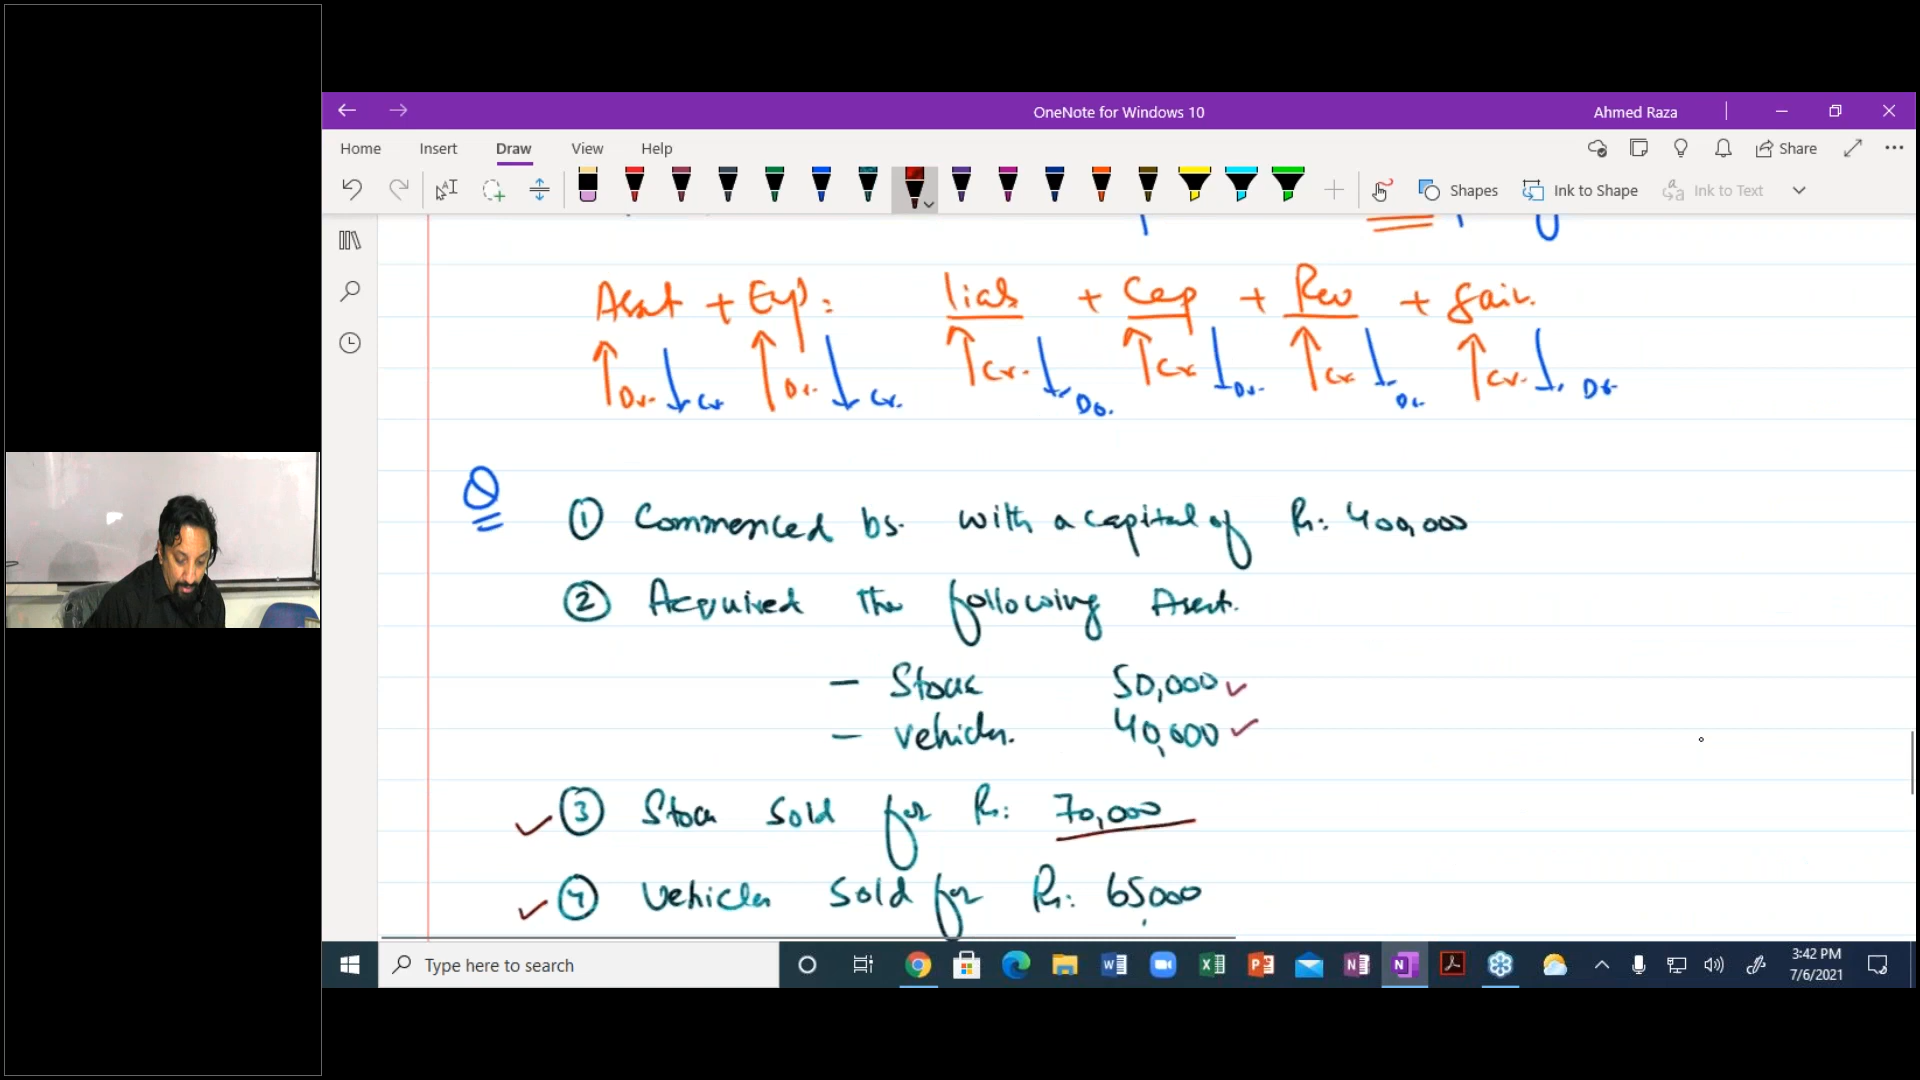 OneNote for Windows 10
Ahmed Raza
Home Insert Draw View Help
Share
Shapes Ink to Shape Ink to Text
Asset + Exp: liab + Cap + Rev + gain.
Dr. Cr Dr. Cr. Cr. Dr. Cr Dr. Cr Dr. Cr. Dr
Q
① Commenced bs. with a capital of Rs: 400,000
② Acquired the following Asset.
– Stock 50,000 ✓
– vehicles. 40,000 ✓
✓ ③ Stock Sold for Rs: 70,000
✓ ④ Vehicles Sold for Rs: 65,000
Type here to search
3:42 PM
7/6/2021